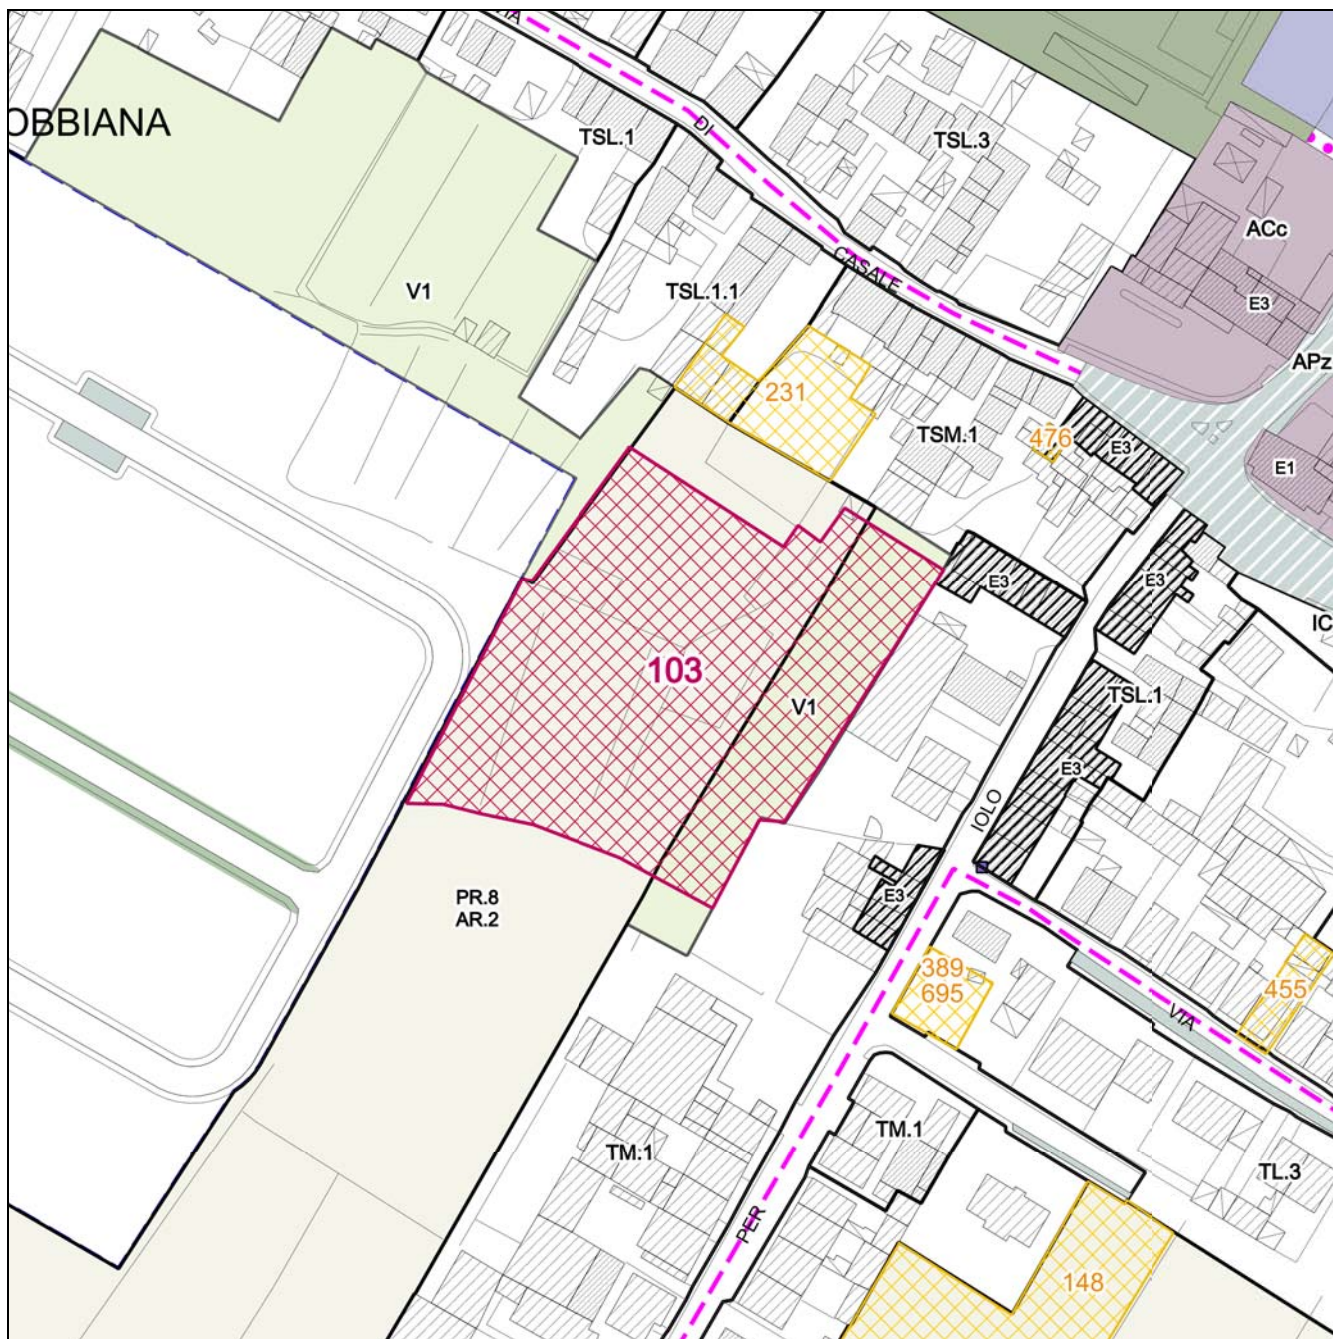 VIA
DI
CASALE
OBBIANA
TSL.1
TSL.3
ACc
V1
TSL.1.1
E3
APz
231
TSM.1
476
E3
E1
E3
E3
IC
103
V1
TSL.1
E3
IOLO
PR.8
AR.2
E3
389
695
455
VIA
TM.1
TM.1
TL.3
PER
148